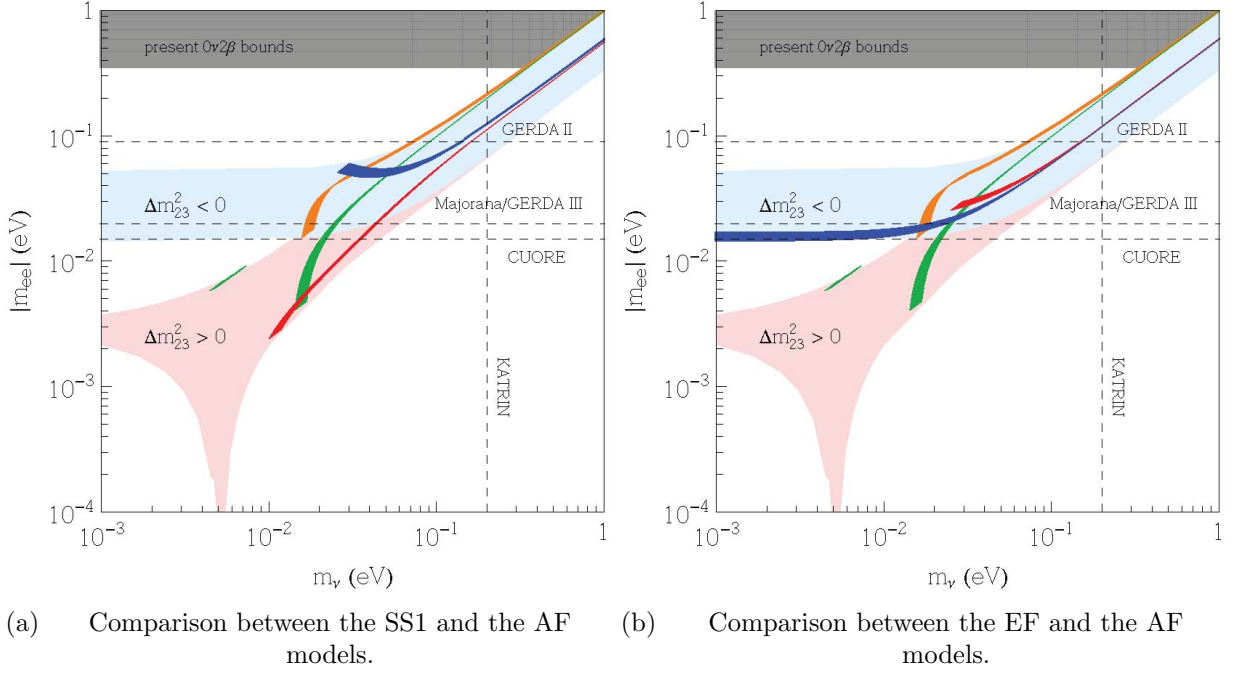 1
present 0ν2β bounds
10⁻¹
GERDA II
Δm²₂₃ < 0
Majorana/GERDA III
|mₑₑ| (eV)
10⁻²
CUORE
Δm²₂₃ > 0
KATRIN
10⁻³
10⁻⁴
10⁻³ 10⁻² 10⁻¹ 1
m_ν (eV)
(a) Comparison between the SS1 and the AF
models.
1
present 0ν2β bounds
10⁻¹
GERDA II
Δm²₂₃ < 0
Majorana/GERDA III
|mₑₑ| (eV)
10⁻²
CUORE
Δm²₂₃ > 0
KATRIN
10⁻³
10⁻⁴
10⁻³ 10⁻² 10⁻¹ 1
m_ν (eV)
(b) Comparison between the EF and the AF
models.